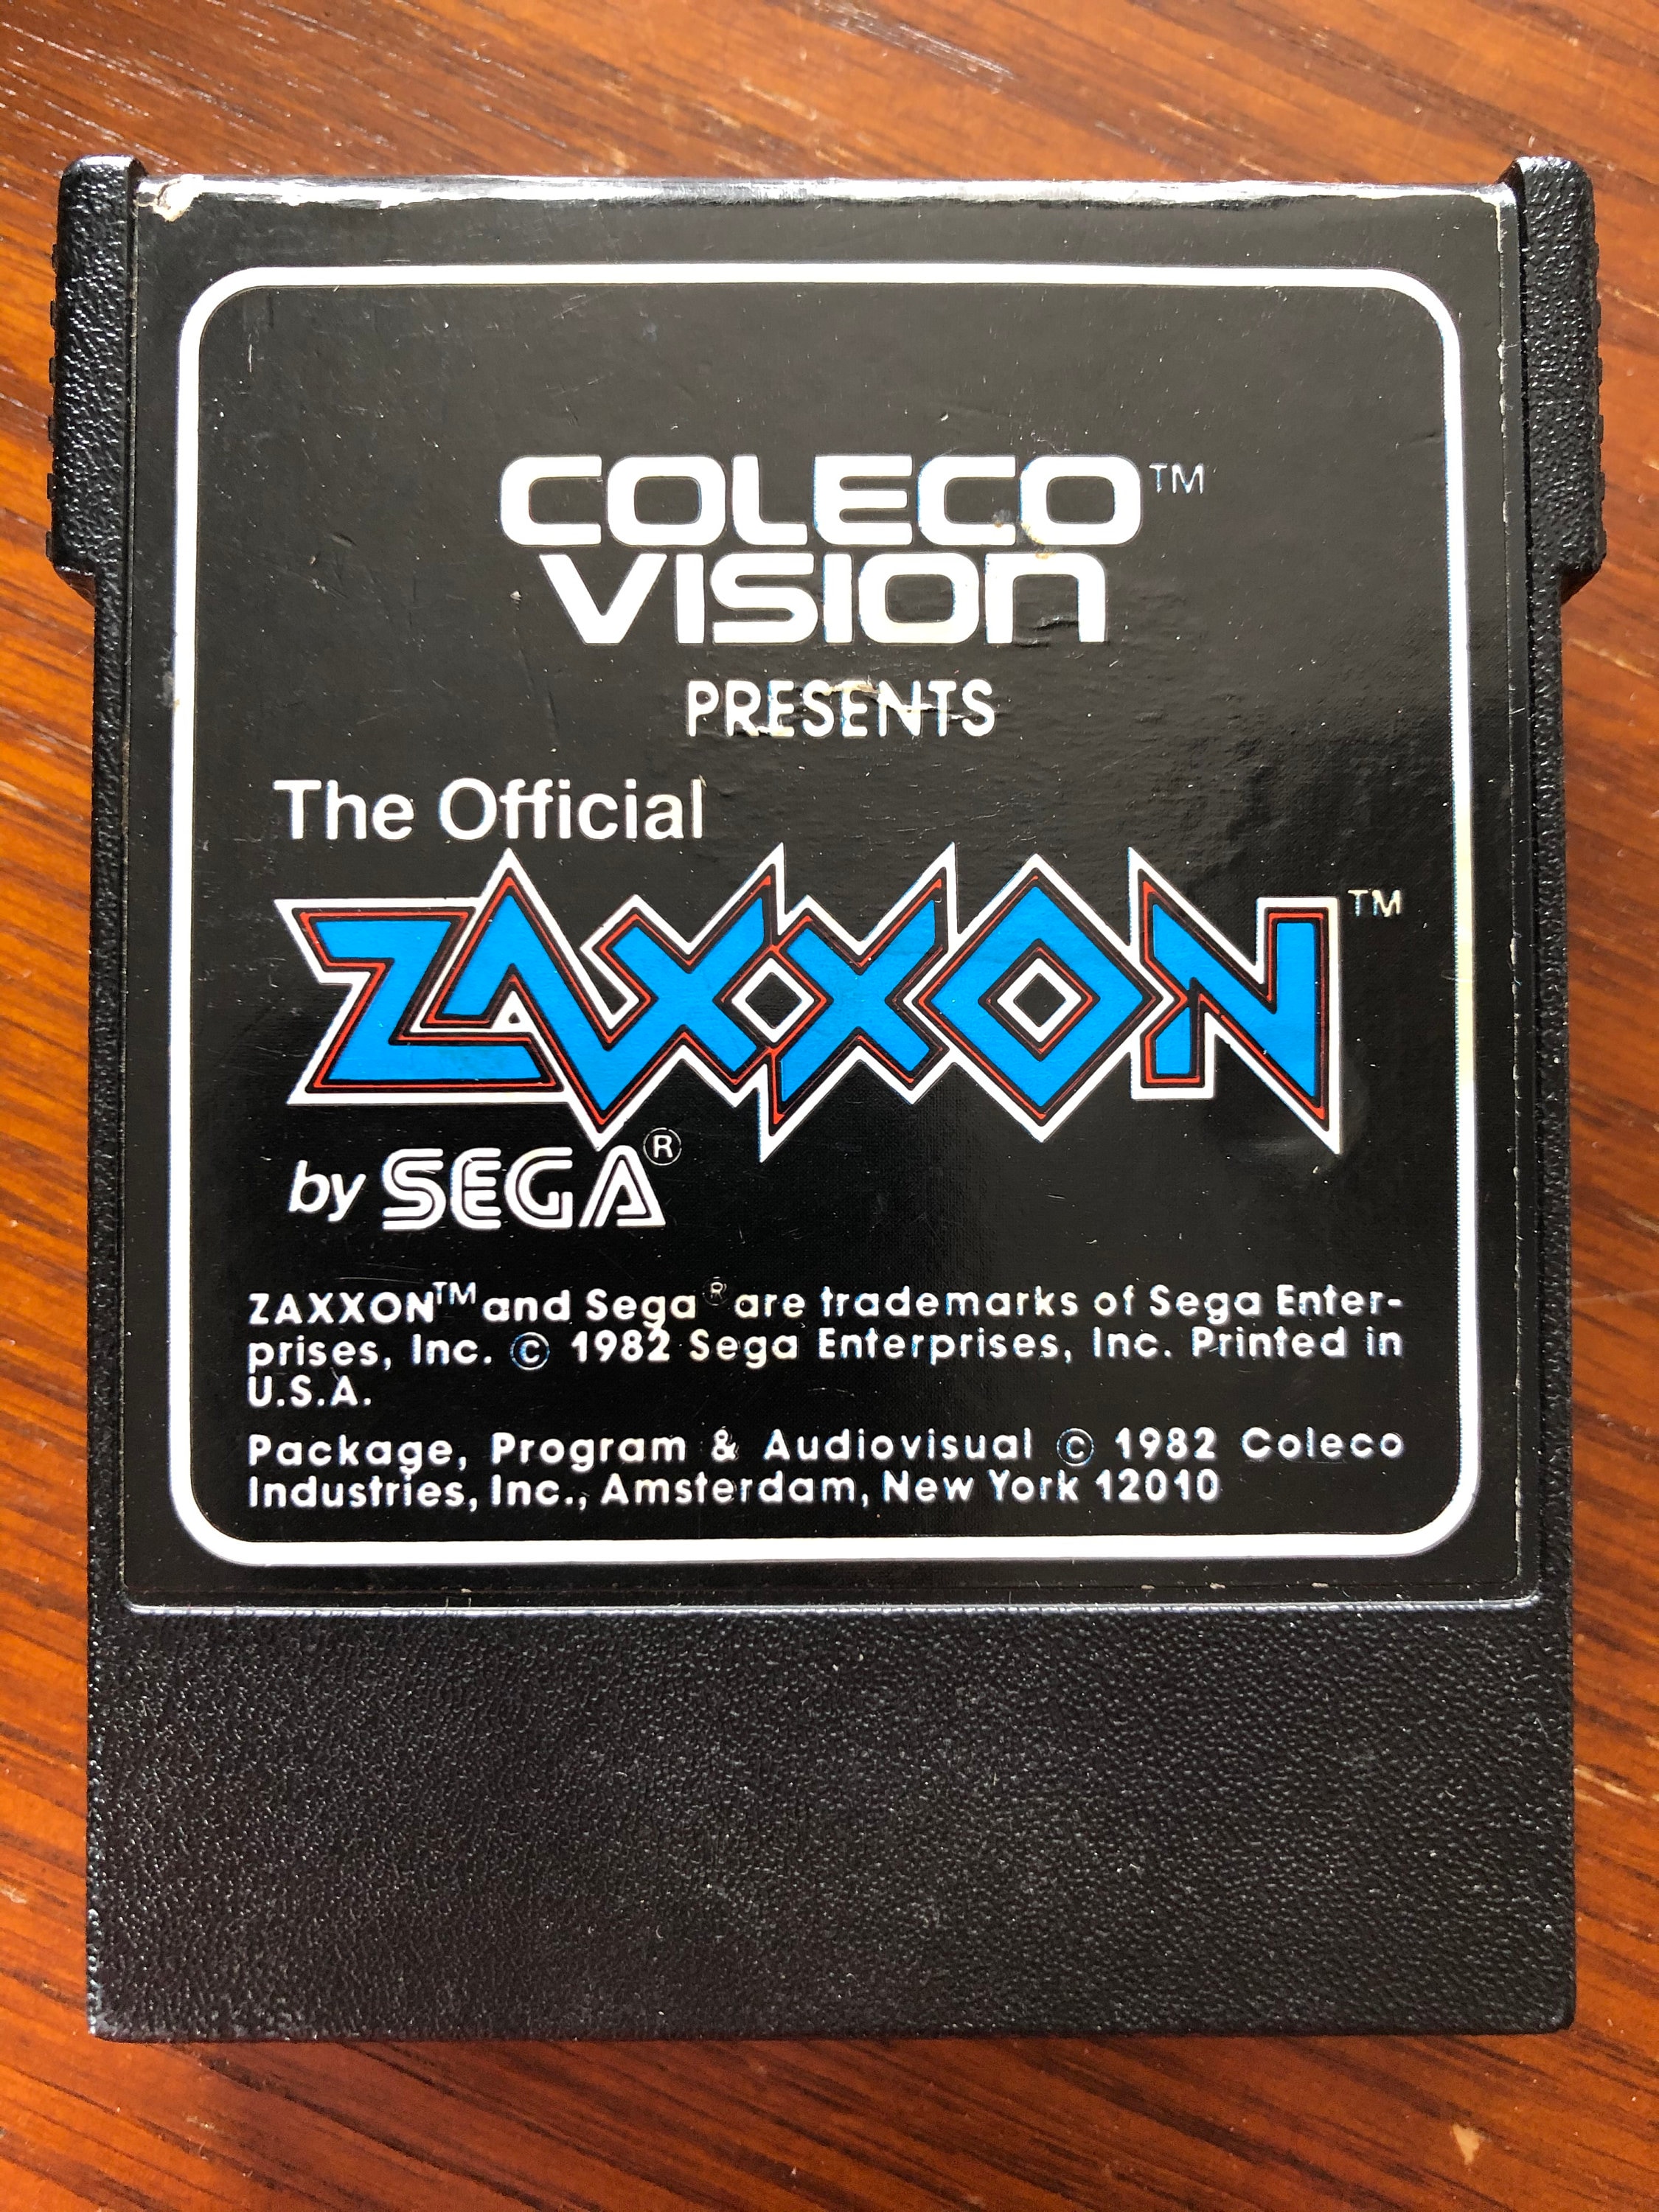 COLECO™
VISION
PRESENTS
The Official
ZAXXON™
by SEGA®
ZAXXON™ and Sega® are trademarks of Sega Enter-
prises, Inc. © 1982 Sega Enterprises, Inc. Printed in
U.S.A.
Package, Program & Audiovisual © 1982 Coleco
Industries, Inc., Amsterdam, New York 12010